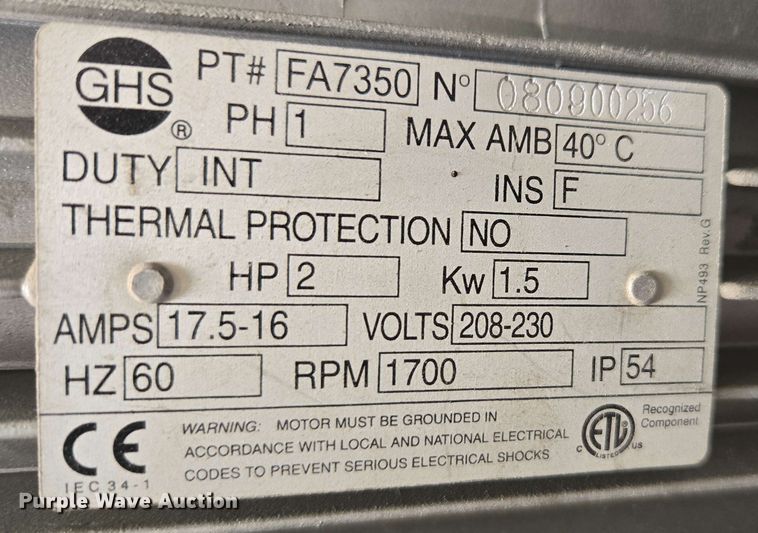 GHS ®
PT# FA7350 Nº 080900256
PH 1 MAX AMB 40° C
DUTY INT INS F
THERMAL PROTECTION NO
HP 2 Kw 1.5
AMPS 17.5-16 VOLTS 208-230
HZ 60 RPM 1700 IP 54
NP493 Rev.G
CE
IEC 34-1
WARNING: MOTOR MUST BE GROUNDED IN
ACCORDANCE WITH LOCAL AND NATIONAL ELECTRICAL
CODES TO PREVENT SERIOUS ELECTRICAL SHOCKS
C ETL US
LISTED
Recognized
Component
Purple Wave Auction